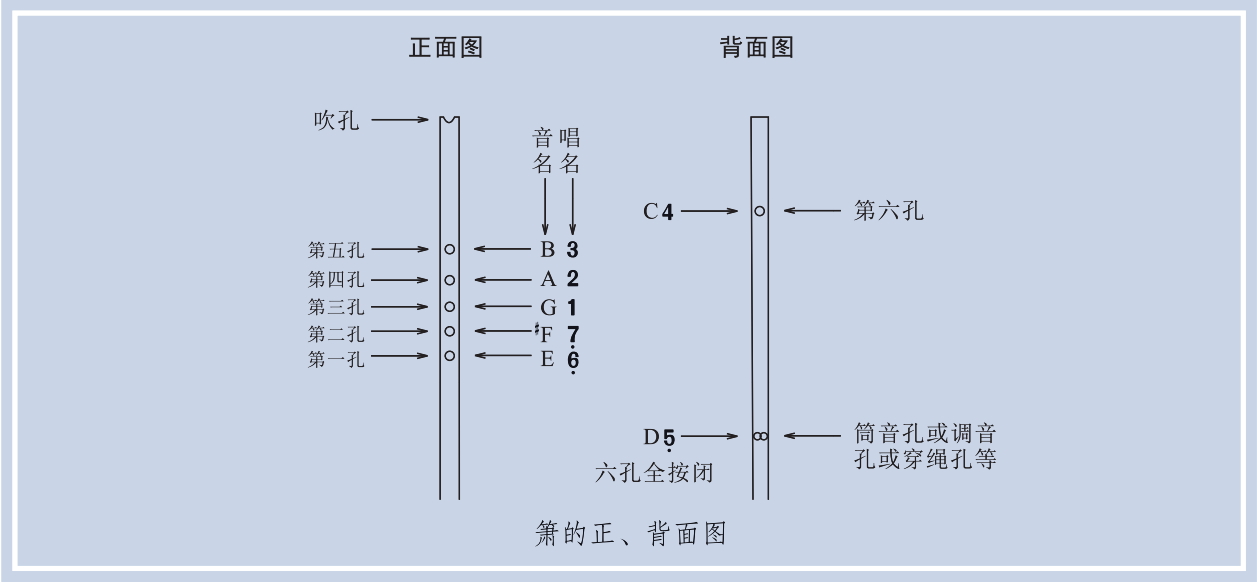 正面图
背面图
吹孔
音名
唱名
第五孔
B 3
第四孔
A 2
第三孔
G 1
第二孔
♯F 7̣
第一孔
E 6̣
C 4
第六孔
D 5̣
六孔全按闭
筒音孔或调音
孔或穿绳孔等
箫的正、背面图